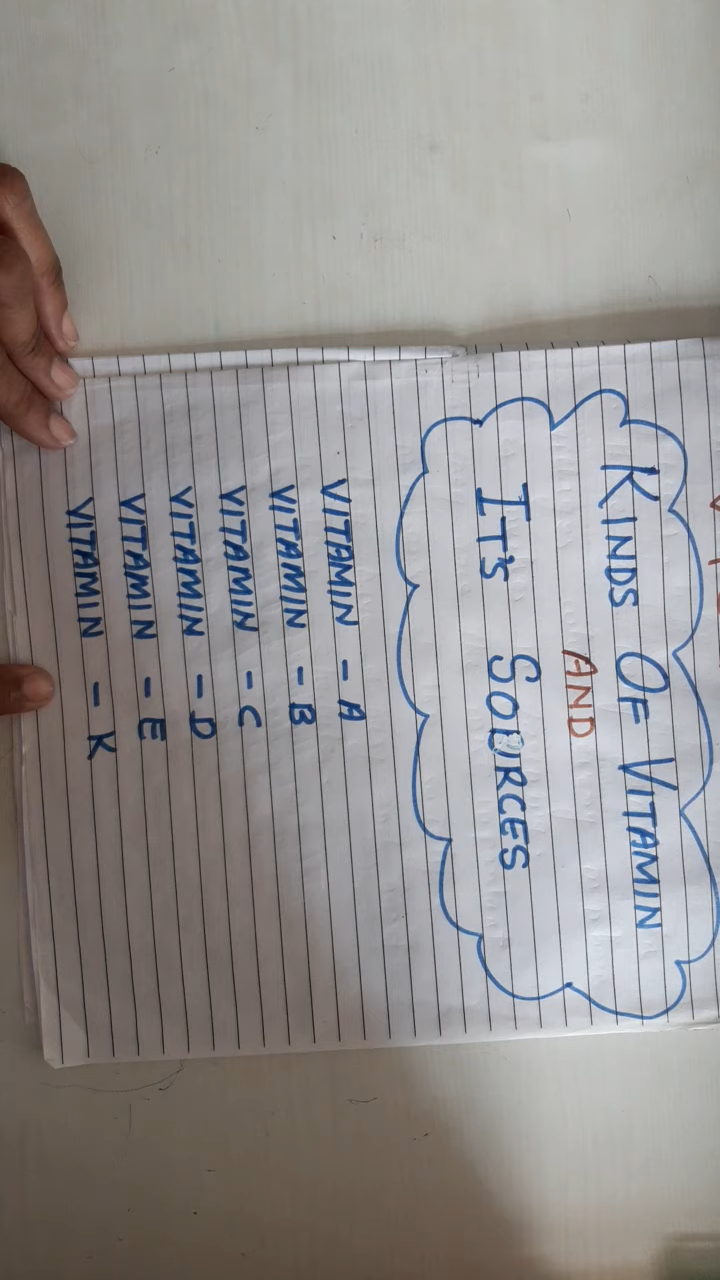 KINDS OF VITAMIN
AND
IT'S SOURCES
VITAMIN - A
VITAMIN - B
VITAMIN - C
VITAMIN - D
VITAMIN - E
VITAMIN - K